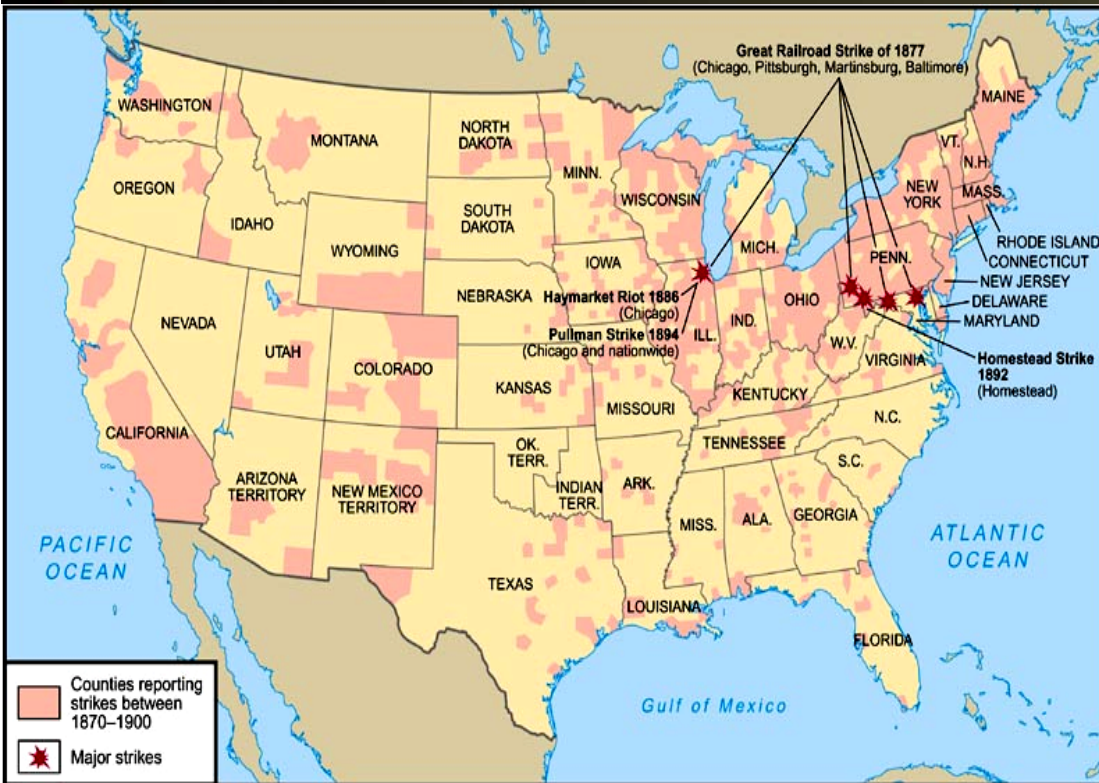 Great Railroad Strike of 1877
(Chicago, Pittsburgh, Martinsburg, Baltimore)
WASHINGTON
MONTANA
NORTH
DAKOTA
MINN.
OREGON
IDAHO
WYOMING
SOUTH
DAKOTA
WISCONSIN
MICH.
MAINE
VT.
N.H.
NEW
YORK
MASS.
RHODE ISLAND
CONNECTICUT
PENN.
NEW JERSEY
DELAWARE
MARYLAND
IOWA
NEBRASKA
Haymarket Riot 1886
(Chicago)
Pullman Strike 1894
(Chicago and nationwide)
ILL.
IND.
OHIO
W.V.
VIRGINIA
Homestead Strike
1892
(Homestead)
NEVADA
UTAH
COLORADO
KANSAS
MISSOURI
KENTUCKY
CALIFORNIA
ARIZONA
TERRITORY
NEW MEXICO
TERRITORY
OK.
TERR.
INDIAN
TERR.
ARK.
TENNESSEE
N.C.
S.C.
MISS.
ALA.
GEORGIA
TEXAS
LOUISIANA
FLORIDA
PACIFIC
OCEAN
ATLANTIC
OCEAN
Gulf of Mexico
Counties reporting
strikes between
1870–1900
Major strikes